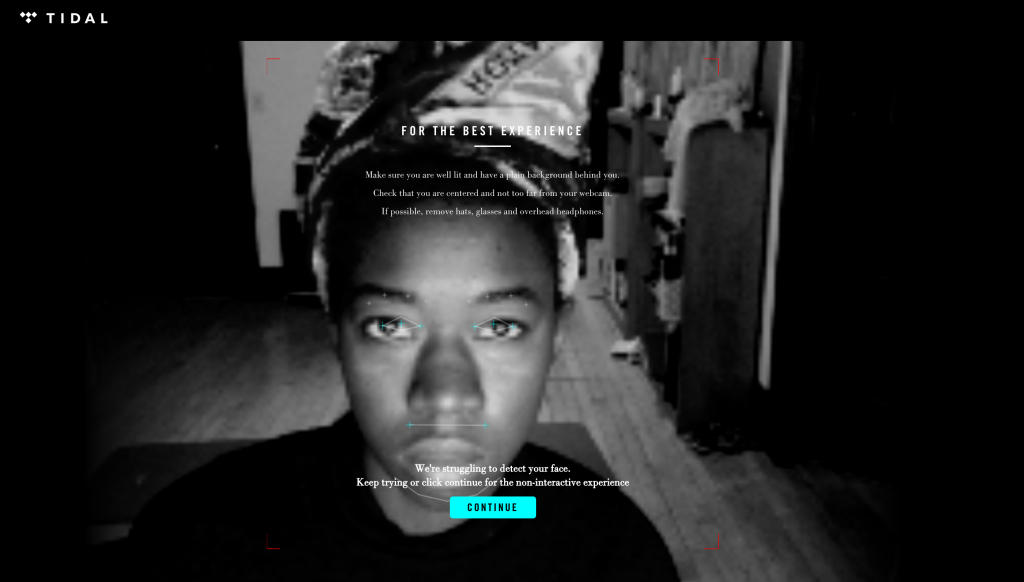 TIDAL
FOR THE BEST EXPERIENCE
Make sure you are well lit and have a plain background behind you.
Check that you are centered and not too far from your webcam.
If possible, remove hats, glasses and overhead headphones.
We're struggling to detect your face.
Keep trying or click continue for the non-interactive experience
CONTINUE